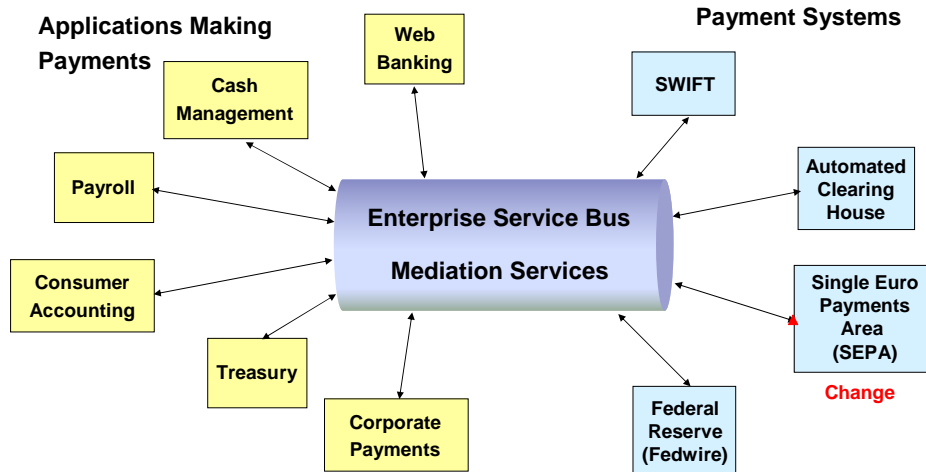 Applications Making
Payments
Payment Systems
Web
Banking
Cash
Management
Payroll
Consumer
Accounting
Treasury
Corporate
Payments
Enterprise Service Bus
Mediation Services
SWIFT
Automated
Clearing
House
Single Euro
Payments
Area
(SEPA)
Change
Federal
Reserve
(Fedwire)